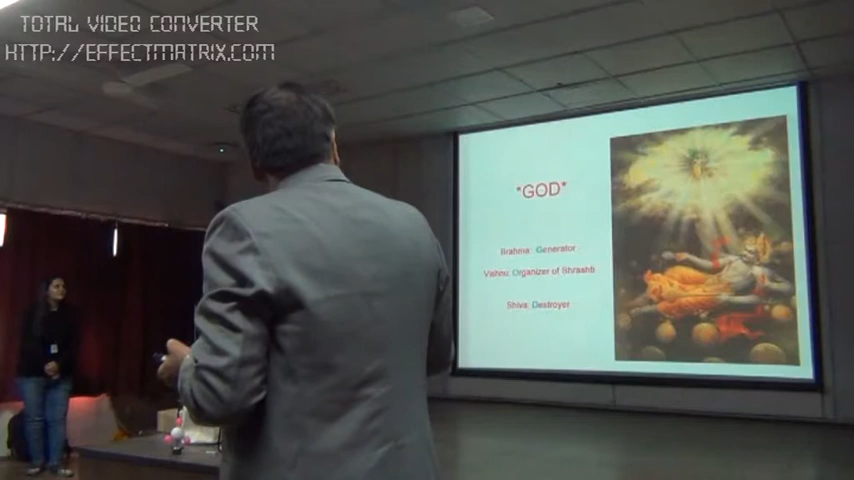 TOTAL VIDEO CONVERTER
HTTP://EFFECTMATRIX.COM
*GOD*
Brahma: Generator
Vishnu: Organizer of Shrashti
Shiva: Destroyer